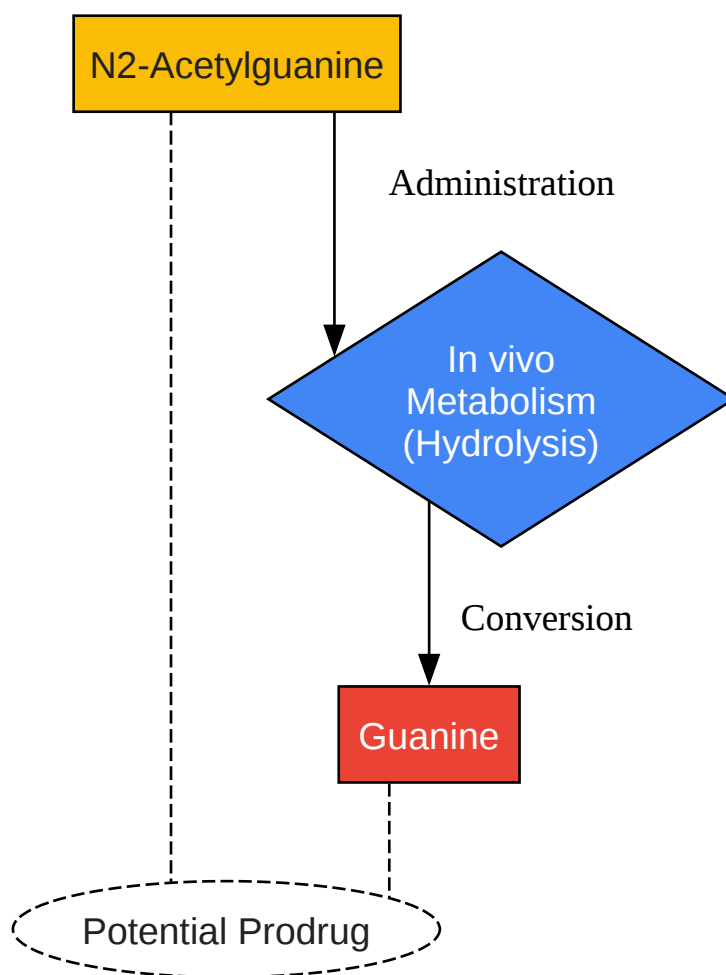 N2-Acetylguanine
Administration
In vivo
Metabolism
(Hydrolysis)
Conversion
Guanine
Potential Prodrug